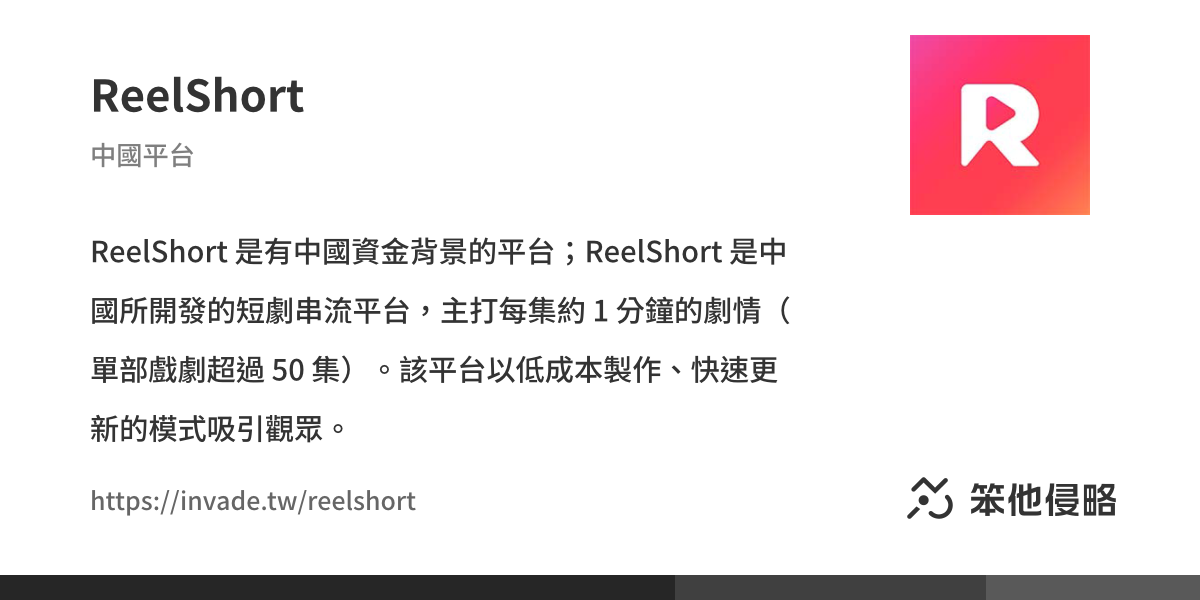 ReelShort
中國平台
ReelShort 是有中國資金背景的平台；ReelShort 是中
國所開發的短劇串流平台，主打每集約 1 分鐘的劇情（
單部戲劇超過 50 集）。該平台以低成本製作、快速更
新的模式吸引觀眾。
https://invade.tw/reelshort
笨他侵略